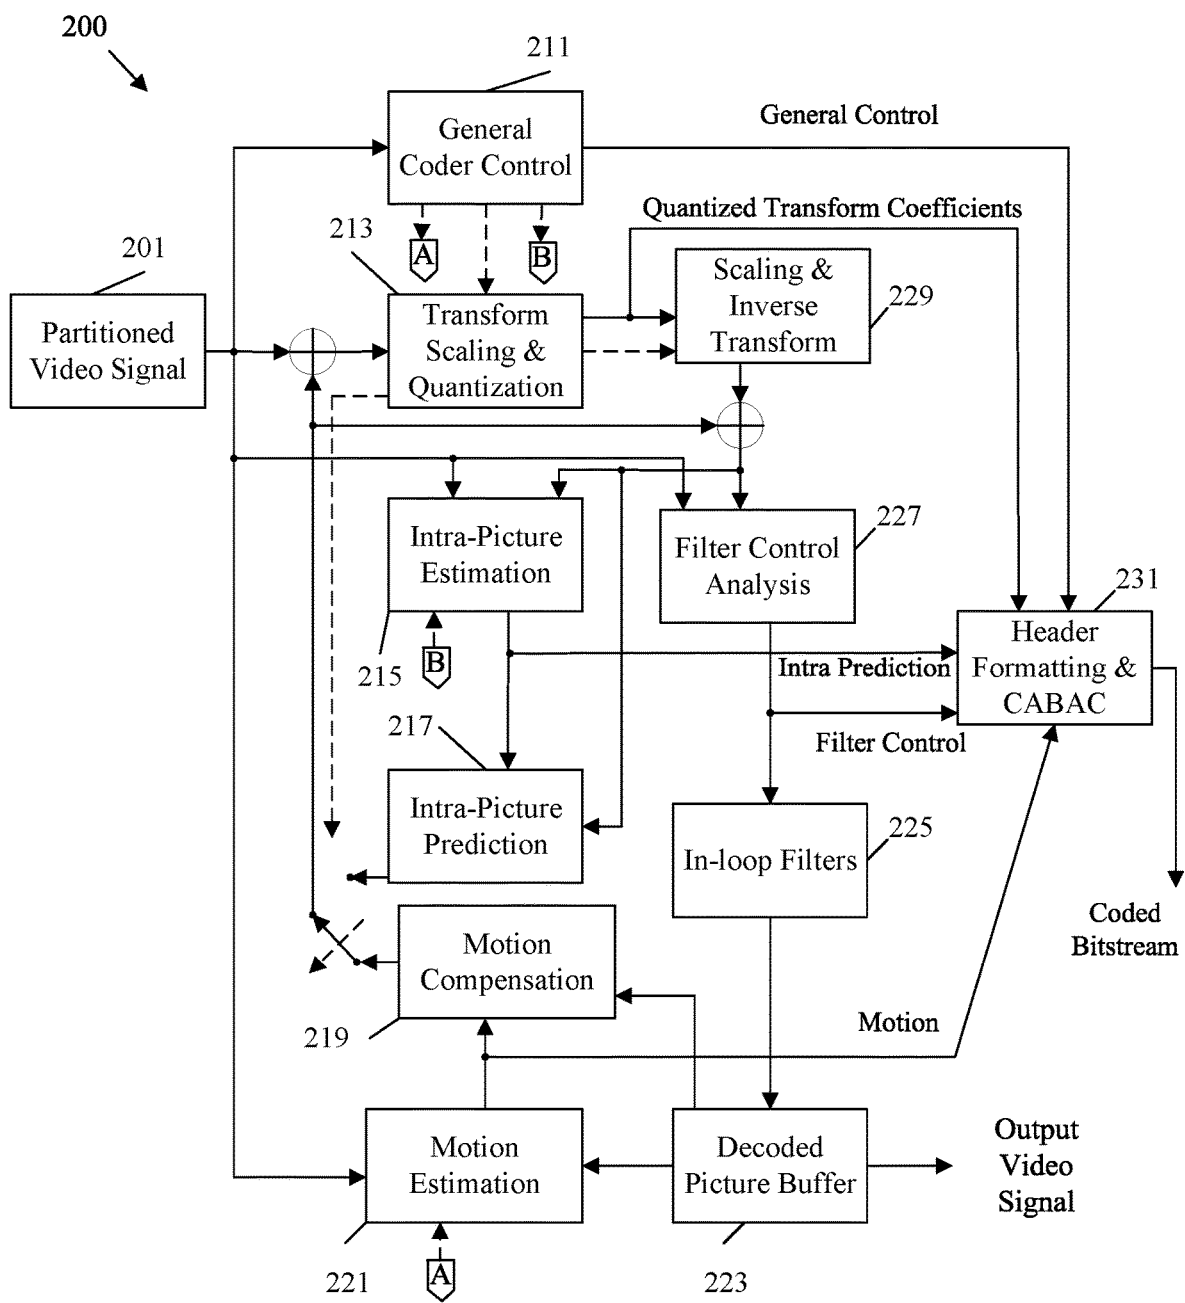 200
211
General
Coder Control
General Control
Quantized Transform Coefficients
A
B
213
201
Partitioned
Video Signal
Transform
Scaling &
Quantization
Scaling &
Inverse
Transform
229
Intra-Picture
Estimation
227
Filter Control
Analysis
231
Header
Formatting &
CABAC
215
B
Intra Prediction
217
Filter Control
Intra-Picture
Prediction
225
In-loop Filters
Coded
Bitstream
Motion
Compensation
219
Motion
Motion
Estimation
Decoded
Picture Buffer
Output
Video
Signal
221
A
223